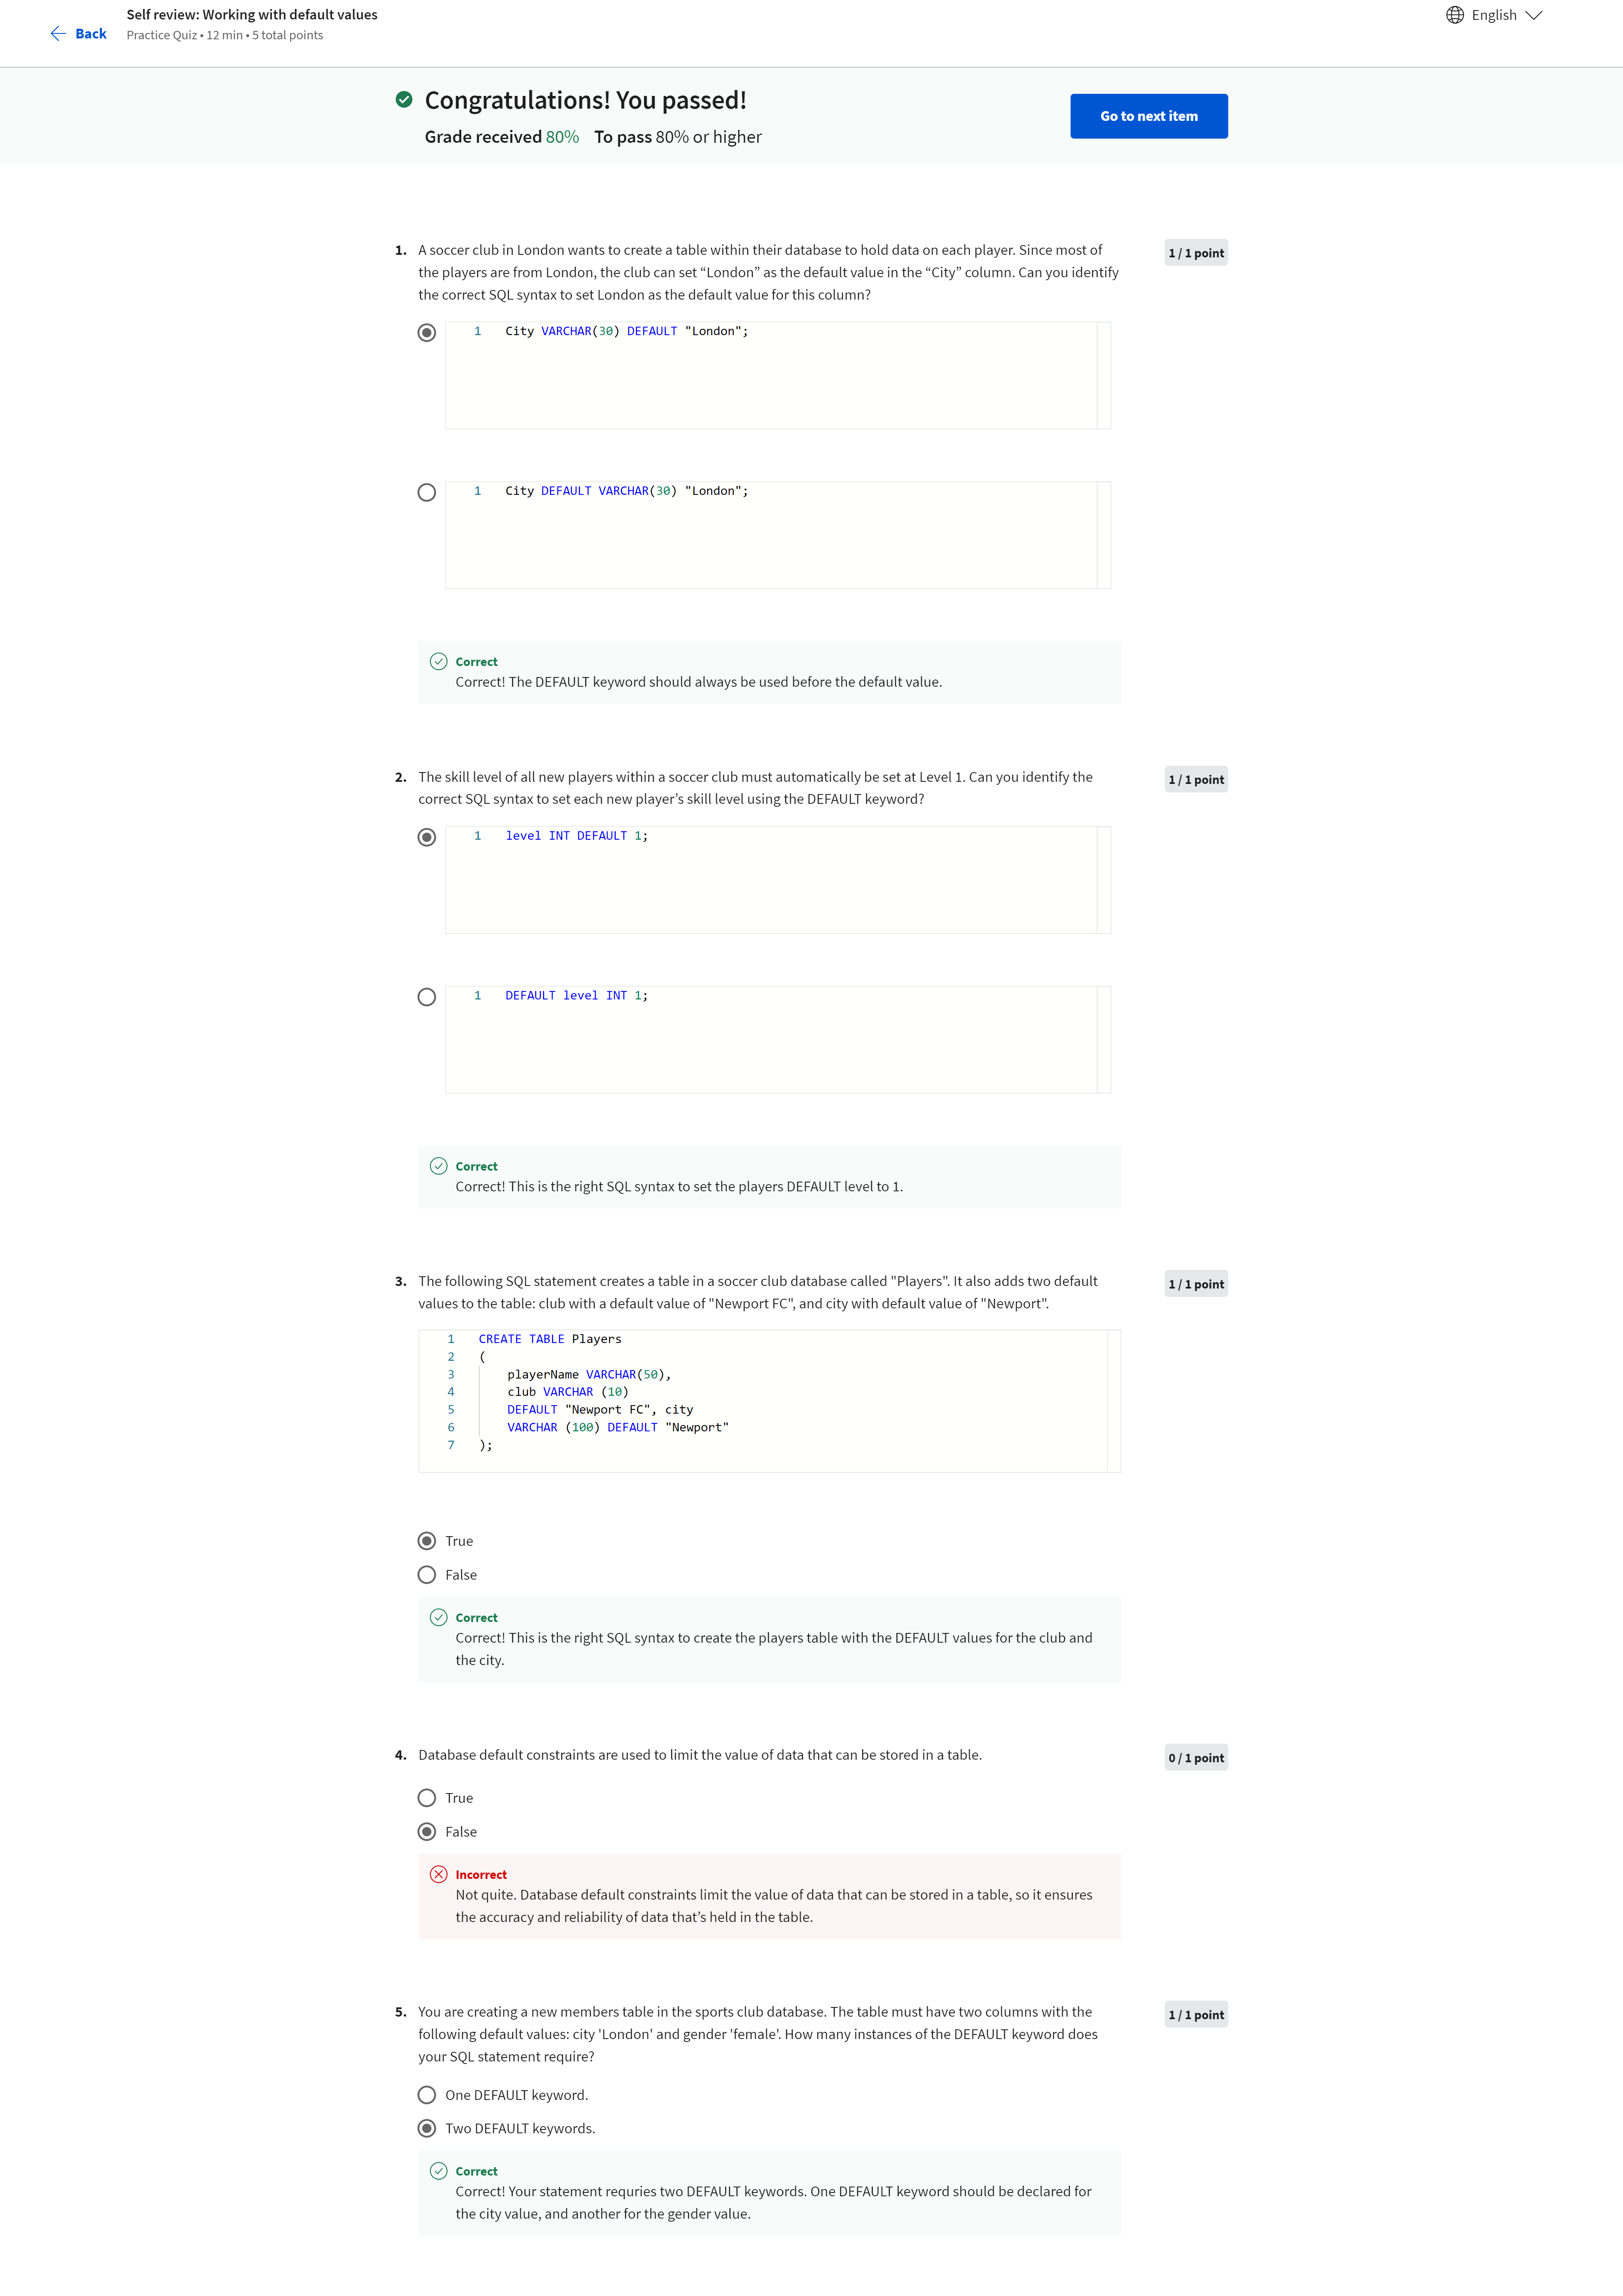 Self review: Working with default values
English
Back
Practice Quiz • 12 min • 5 total points
Congratulations! You passed!
Grade received 80% To pass 80% or higher
Go to next item
1. A soccer club in London wants to create a table within their database to hold data on each player. Since most of
the players are from London, the club can set “London” as the default value in the “City” column. Can you identify
the correct SQL syntax to set London as the default value for this column?
1 / 1 point
1 City VARCHAR(30) DEFAULT "London";
1 City DEFAULT VARCHAR(30) "London";
Correct
Correct! The DEFAULT keyword should always be used before the default value.
2. The skill level of all new players within a soccer club must automatically be set at Level 1. Can you identify the
correct SQL syntax to set each new player’s skill level using the DEFAULT keyword?
1 / 1 point
1 level INT DEFAULT 1;
1 DEFAULT level INT 1;
Correct
Correct! This is the right SQL syntax to set the players DEFAULT level to 1.
3. The following SQL statement creates a table in a soccer club database called "Players". It also adds two default
values to the table: club with a default value of "Newport FC", and city with default value of "Newport".
1 / 1 point
1 CREATE TABLE Players
2 (
3 playerName VARCHAR(50),
4 club VARCHAR (10)
5 DEFAULT "Newport FC", city
6 VARCHAR (100) DEFAULT "Newport"
7 );
True
False
Correct
Correct! This is the right SQL syntax to create the players table with the DEFAULT values for the club and
the city.
4. Database default constraints are used to limit the value of data that can be stored in a table.
0 / 1 point
True
False
Incorrect
Not quite. Database default constraints limit the value of data that can be stored in a table, so it ensures
the accuracy and reliability of data that’s held in the table.
5. You are creating a new members table in the sports club database. The table must have two columns with the
following default values: city 'London' and gender 'female'. How many instances of the DEFAULT keyword does
your SQL statement require?
1 / 1 point
One DEFAULT keyword.
Two DEFAULT keywords.
Correct
Correct! Your statement requries two DEFAULT keywords. One DEFAULT keyword should be declared for
the city value, and another for the gender value.